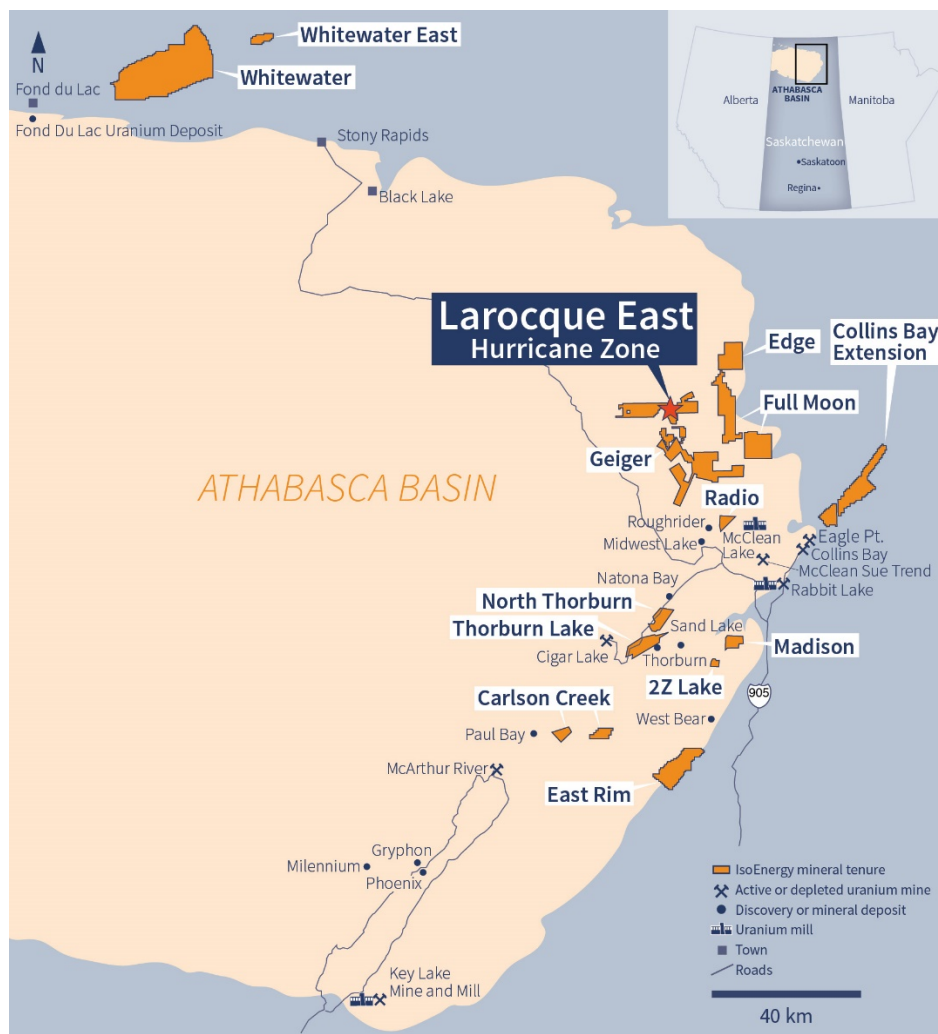 Whitewater East
Whitewater
N
Fond du Lac
Fond Du Lac Uranium Deposit
Stony Rapids
Black Lake
ATHABASCA
BASIN
Alberta
Manitoba
Saskatchewan
Saskatoon
Regina
Larocque East
Hurricane Zone
Edge
Collins Bay
Extension
Full Moon
Geiger
ATHABASCA BASIN
Radio
Roughrider
Midwest Lake
McClean
Lake
Eagle Pt.
Collins Bay
McClean Sue Trend
Rabbit Lake
Natona Bay
North Thorburn
Thorburn Lake
Sand Lake
Cigar Lake
Thorburn
Madison
2Z Lake
905
Carlson Creek
West Bear
Paul Bay
McArthur River
East Rim
Gryphon
Milennium
Phoenix
Key Lake
Mine and Mill
IsoEnergy mineral tenure
Active or depleted uranium mine
Discovery or mineral deposit
Uranium mill
Town
Roads
40 km